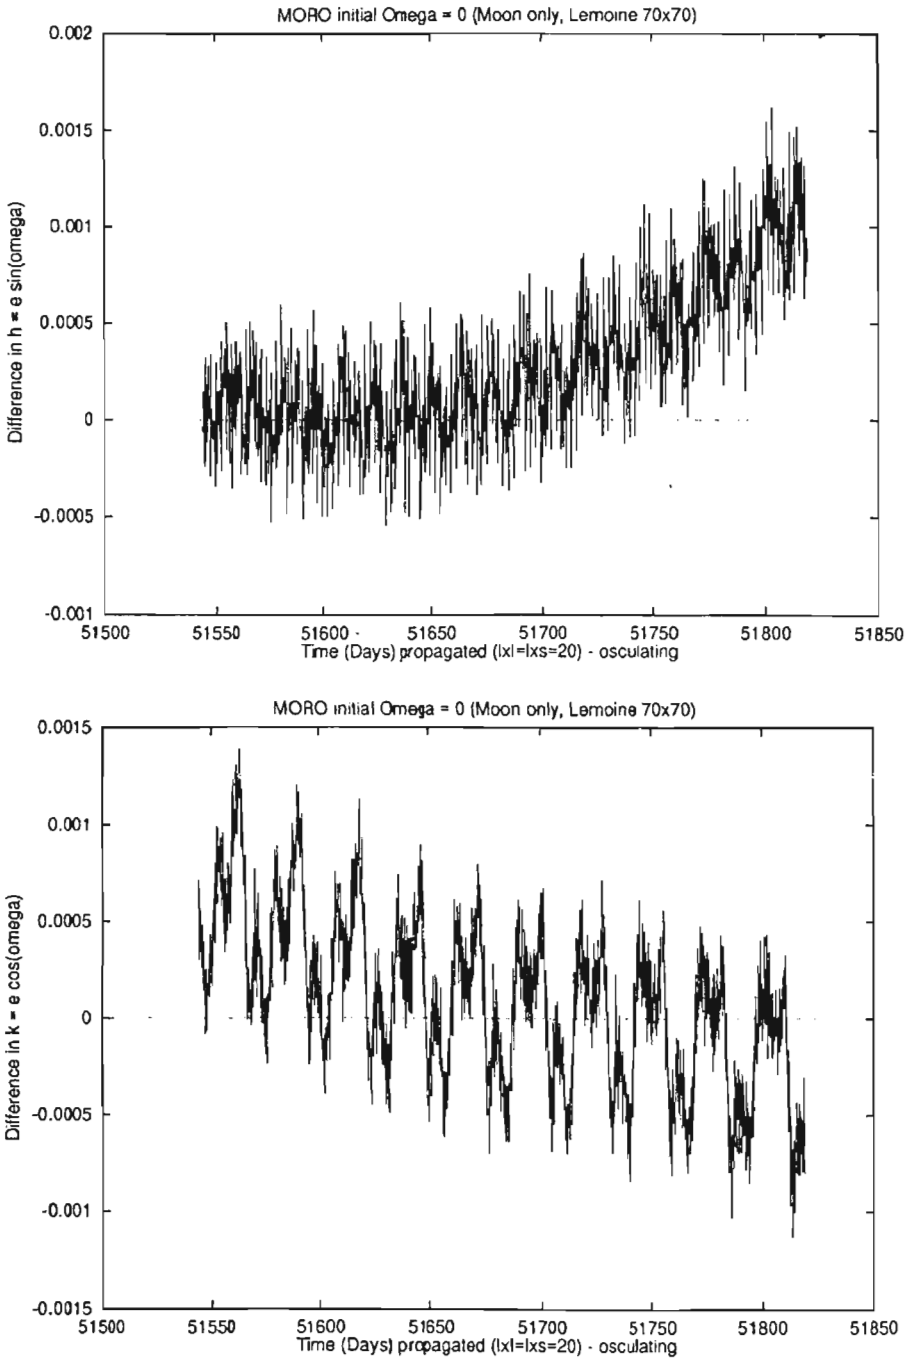 MORO initial Omega = 0 (Moon only, Lemoine 70x70)
0.002
0.0015
0.001
0.0005
0
-0.0005
-0.001
Difference in h = e sin(omega)
51500 51550 51600 51650 51700 51750 51800 51850
Time (Days) propagated (lxl=lxs=20) - osculating
MORO initial Omega = 0 (Moon only, Lemoine 70x70)
0.0015
0.001
0.0005
0
-0.0005
-0.001
-0.0015
Difference in k = e cos(omega)
51500 51550 51600 51650 51700 51750 51800 51850
Time (Days) propagated (lxl=lxs=20) - osculating